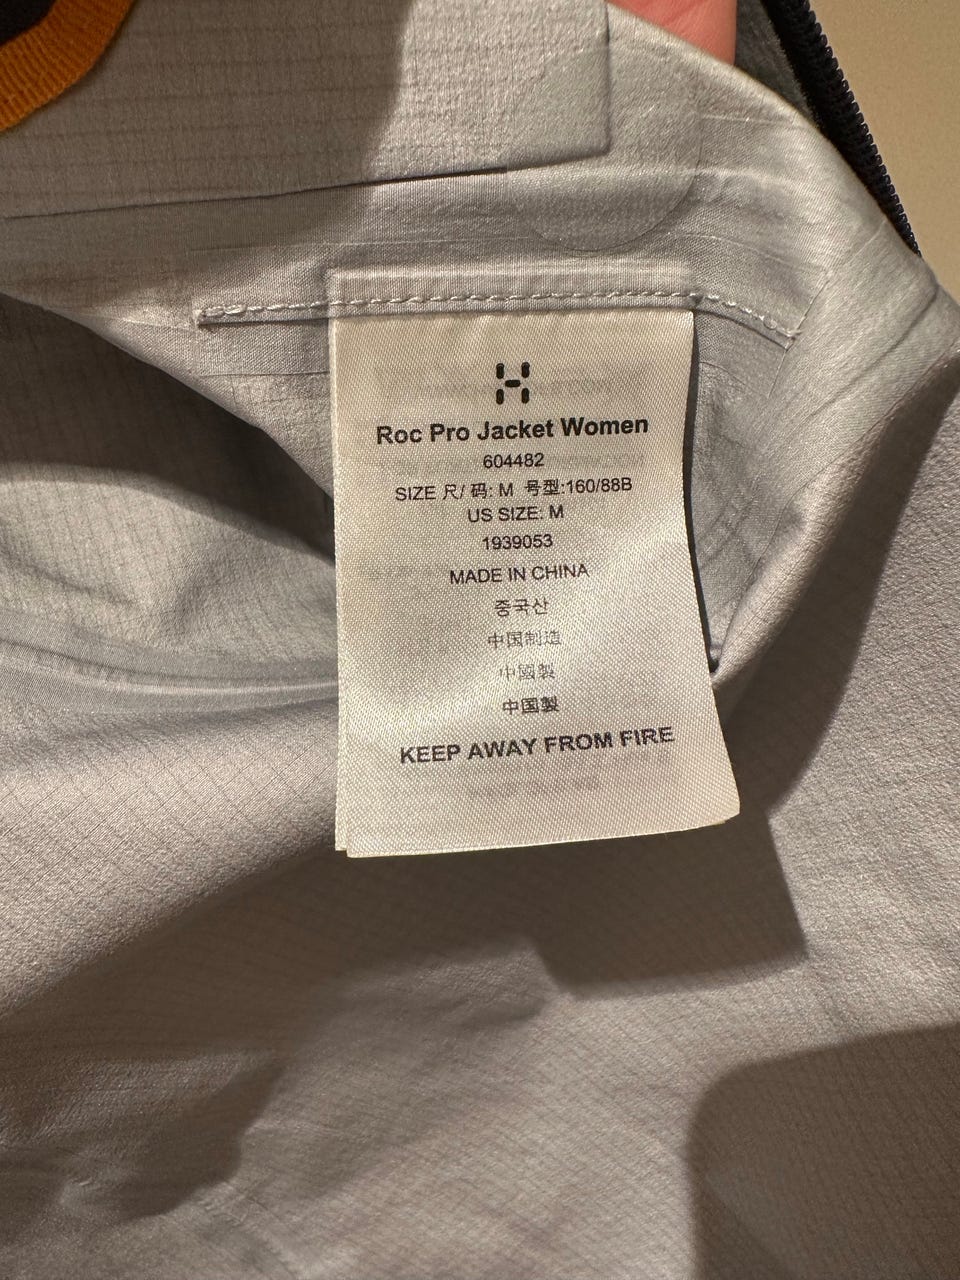 Roc Pro Jacket Women
604482
SIZE 尺/ 码: M 号型:160/88B
US SIZE: M
1939053
MADE IN CHINA
중국산
中国制造
中國製
中国製
KEEP AWAY FROM FIRE